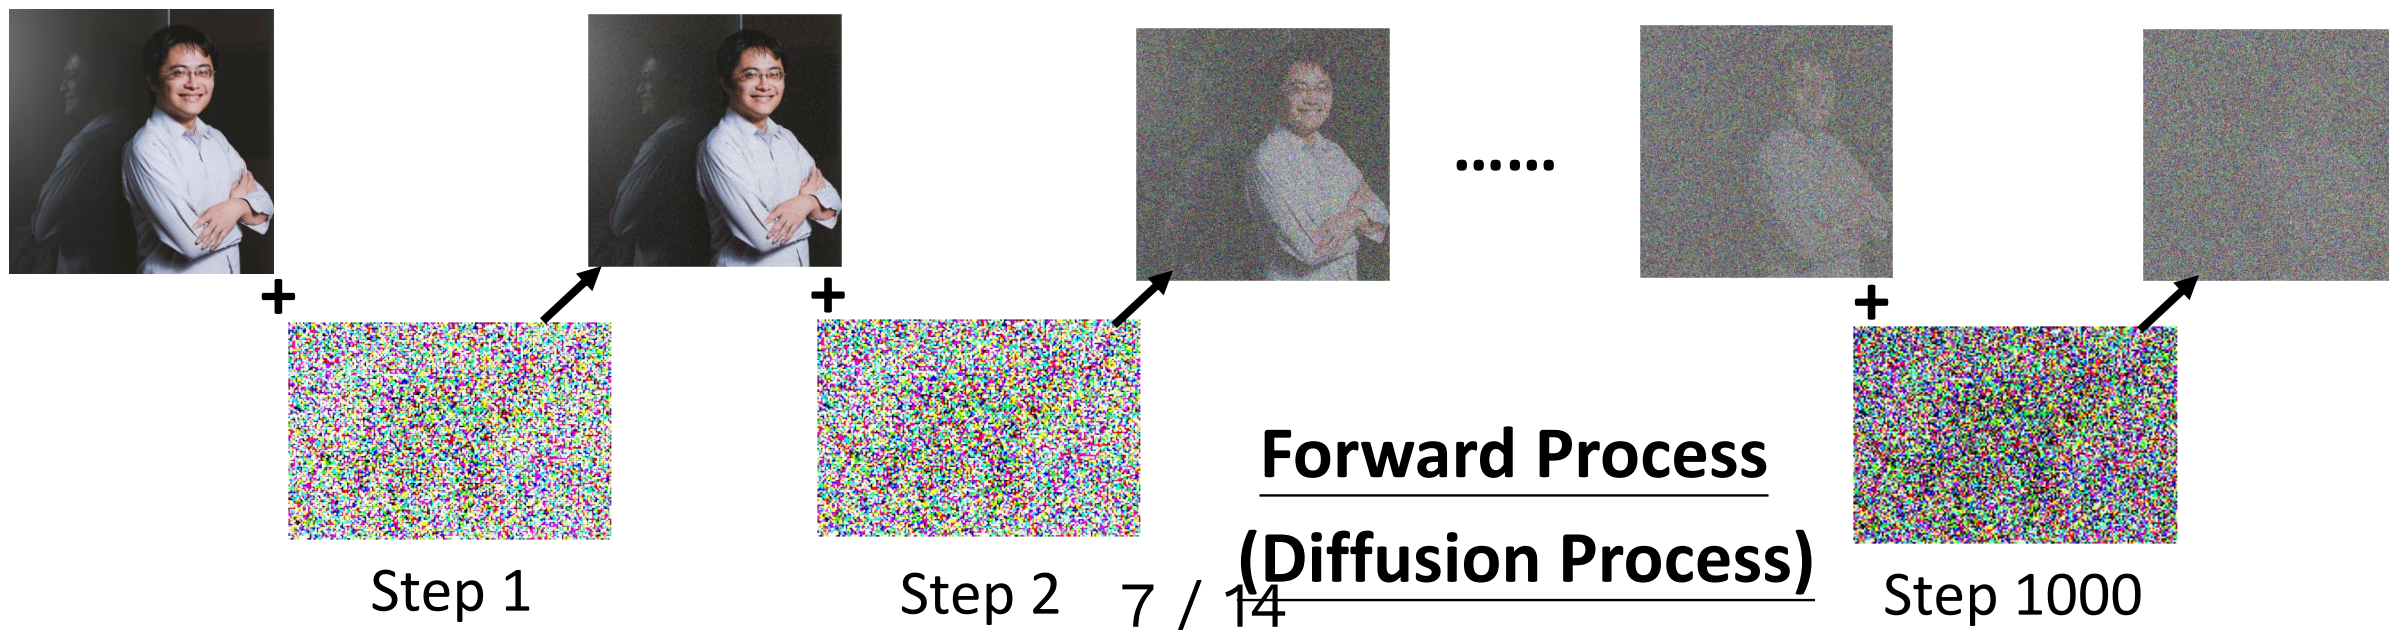 +
+
......
+
Forward Process
(Diffusion Process)
Step 1
Step 2
7 / 14
Step 1000